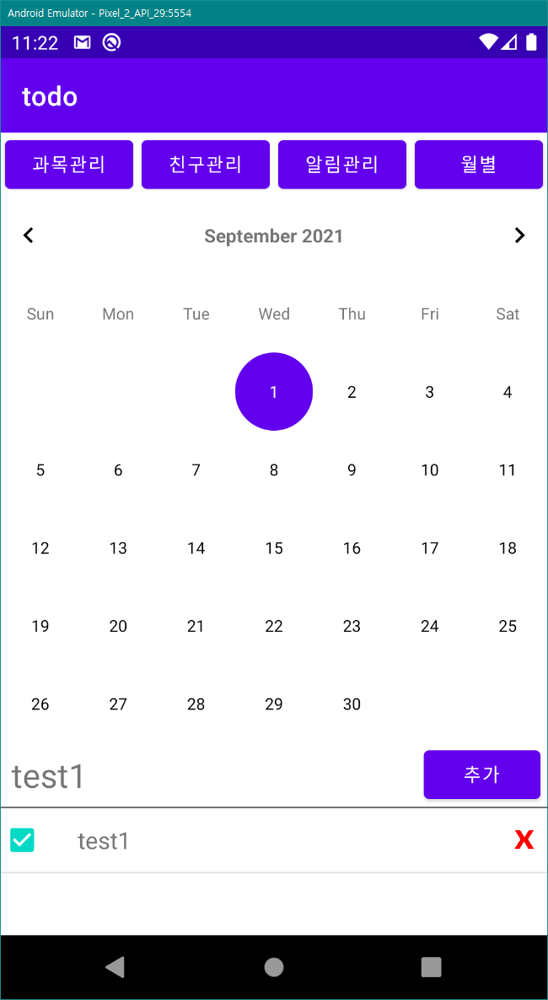 Android Emulator - Pixel_2_API_29:5554
11:22
todo
과목관리 친구관리 알림관리 월별
September 2021
Sun Mon Tue Wed Thu Fri Sat
1 2 3 4
5 6 7 8 9 10 11
12 13 14 15 16 17 18
19 20 21 22 23 24 25
26 27 28 29 30
test1 추가
test1 X